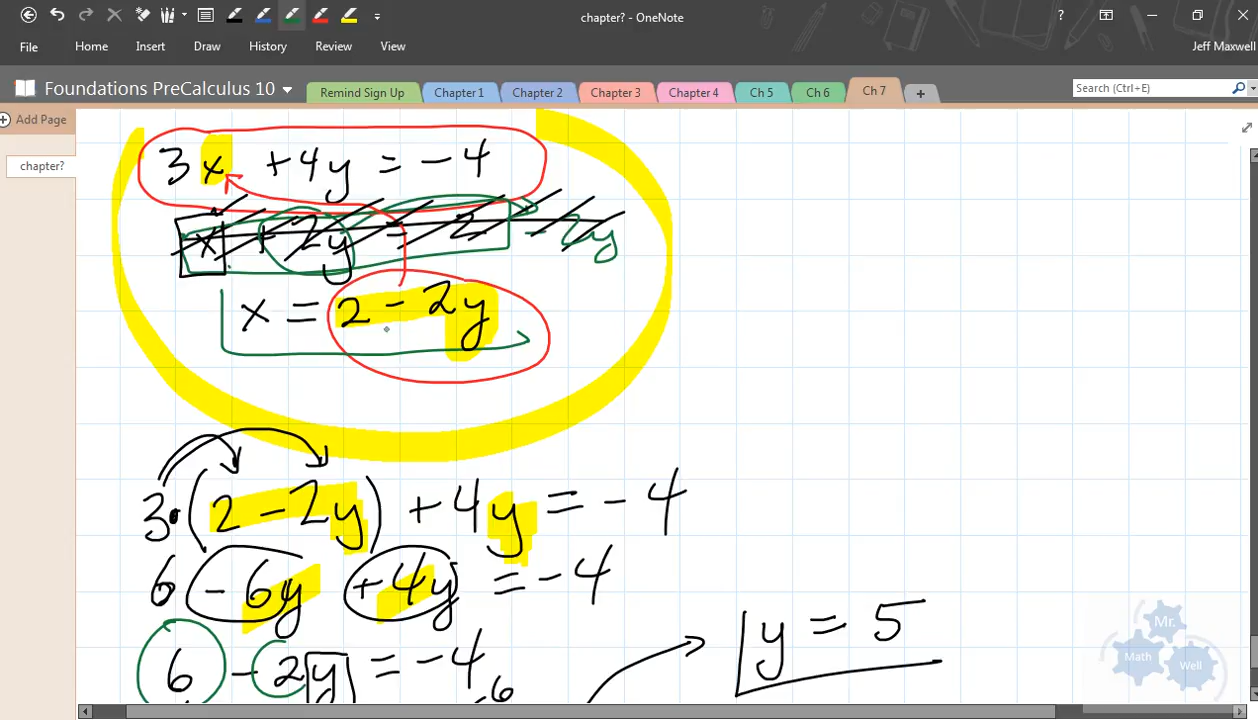 chapter? - OneNote
?
File Home Insert Draw History Review View
Jeff Maxwell
Foundations PreCalculus 10
Remind Sign Up Chapter 1 Chapter 2 Chapter 3 Chapter 4 Ch 5 Ch 6 Ch 7 +
Search (Ctrl+E)
Add Page
chapter?
3x + 4y = -4
x + 2y = 2 - 2y
x = 2 - 2y
3·(2 - 2y) + 4y = -4
6 - 6y + 4y = -4
6 - 2y = -4
-6
y = 5
Mr.
Math
Well